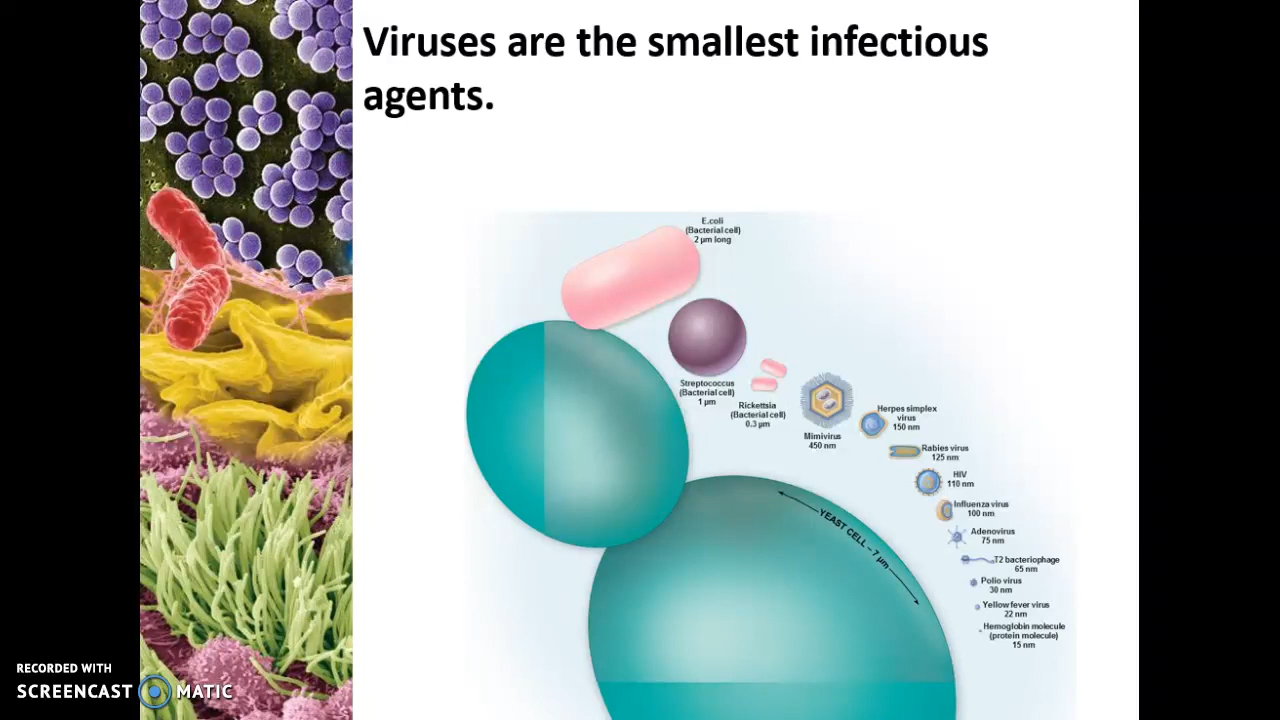 Viruses are the smallest infectious
agents.
E.coli
(Bacterial cell)
2 µm long
Streptococcus
(Bacterial cell)
1 µm
Rickettsia
(Bacterial cell)
0.3 µm
Mimivirus
450 nm
Herpes simplex
virus
150 nm
Rabies virus
125 nm
HIV
110 nm
Influenza virus
100 nm
Adenovirus
75 nm
T2 bacteriophage
65 nm
Polio virus
30 nm
Yellow fever virus
22 nm
Hemoglobin molecule
(protein molecule)
15 nm
YEAST CELL – 7 µm
RECORDED WITH
SCREENCAST MATIC